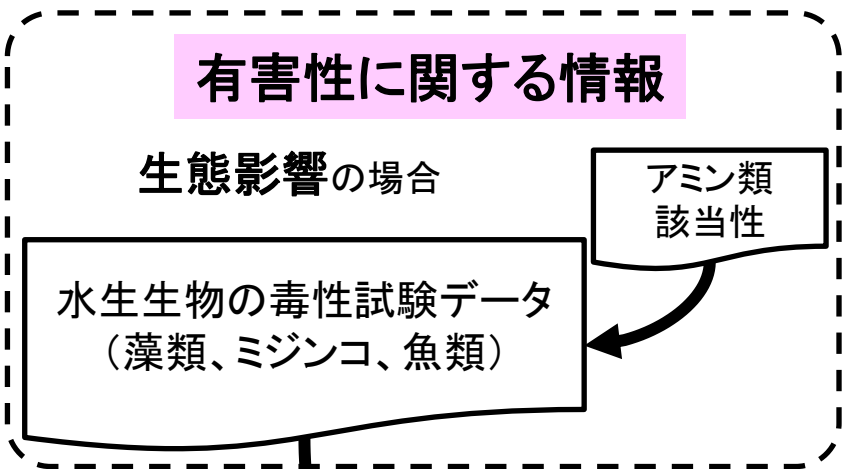 有害性に関する情報
生態影響の場合
アミン類
該当性
水生生物の毒性試験データ
（藻類、ミジンコ、魚類）